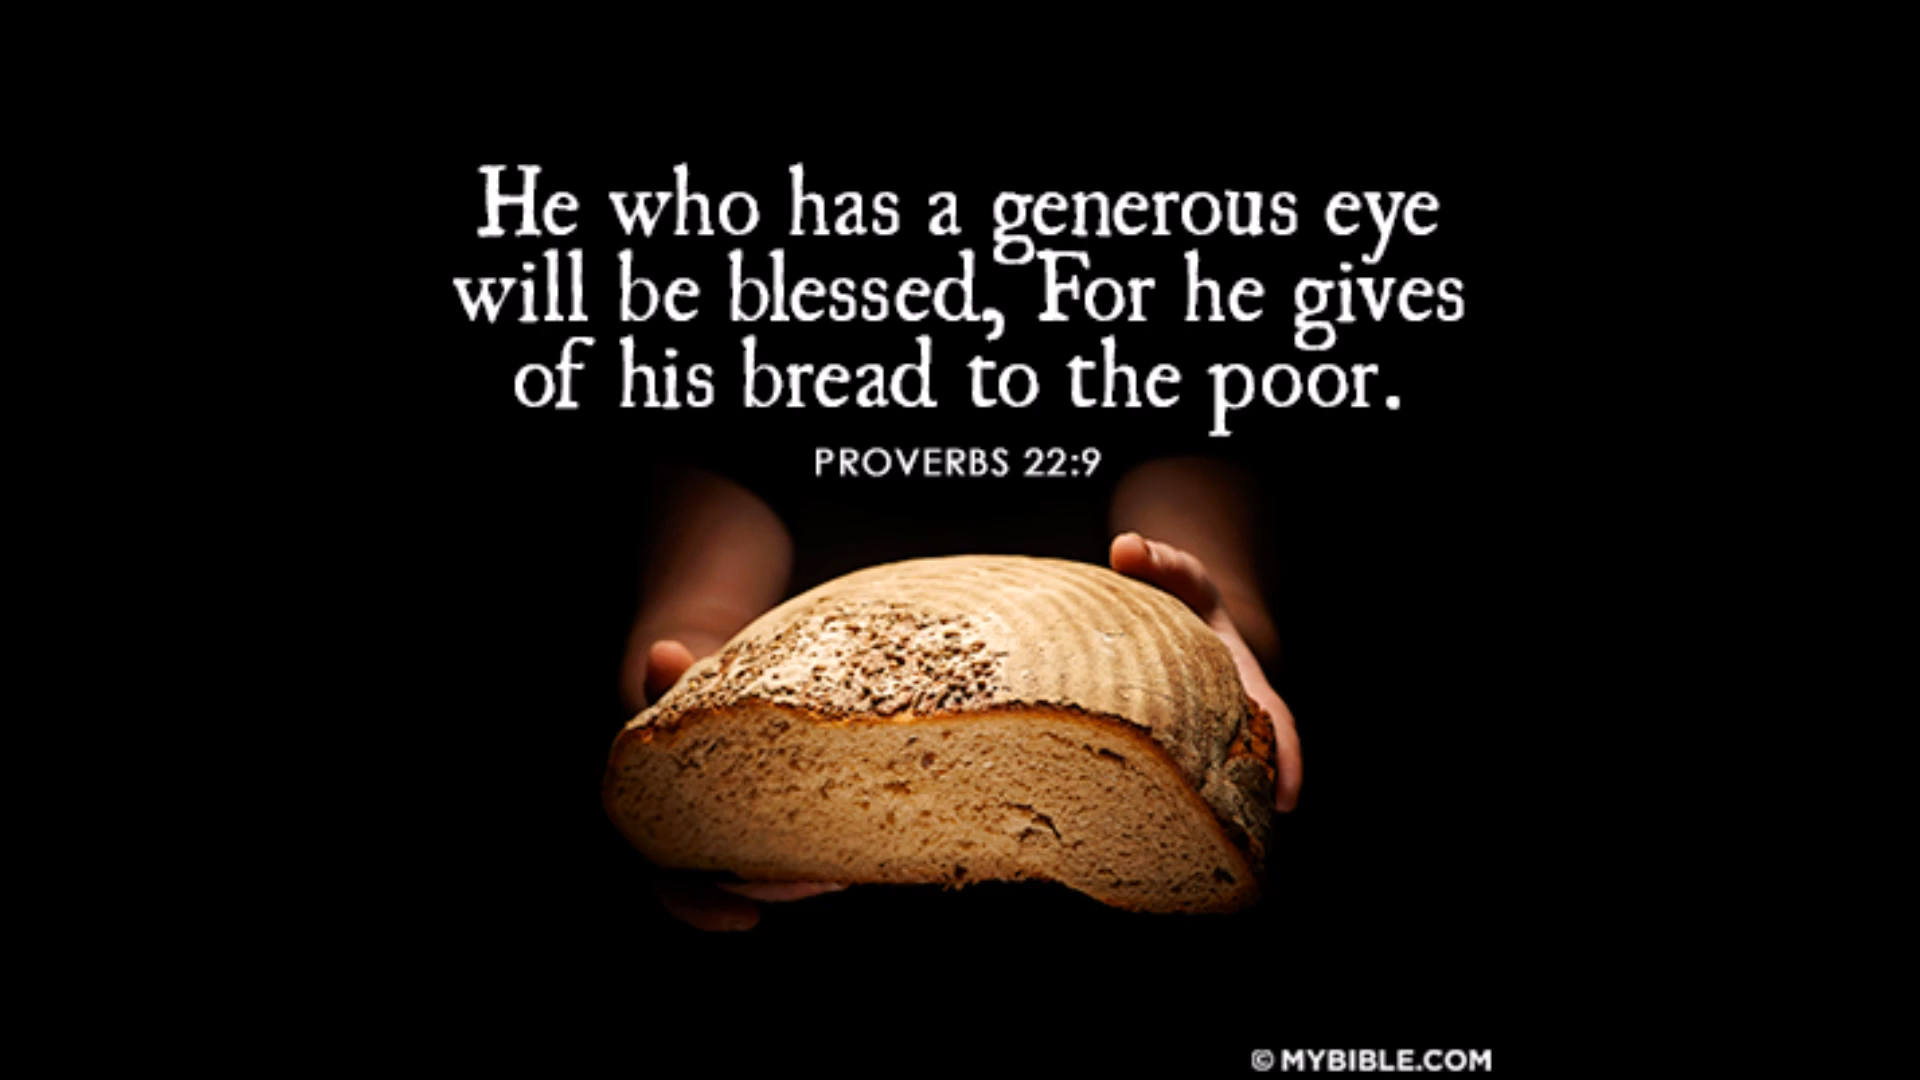 He who has a generous eye
will be blessed, For he gives
of his bread to the poor.
PROVERBS 22:9
© MYBIBLE.COM